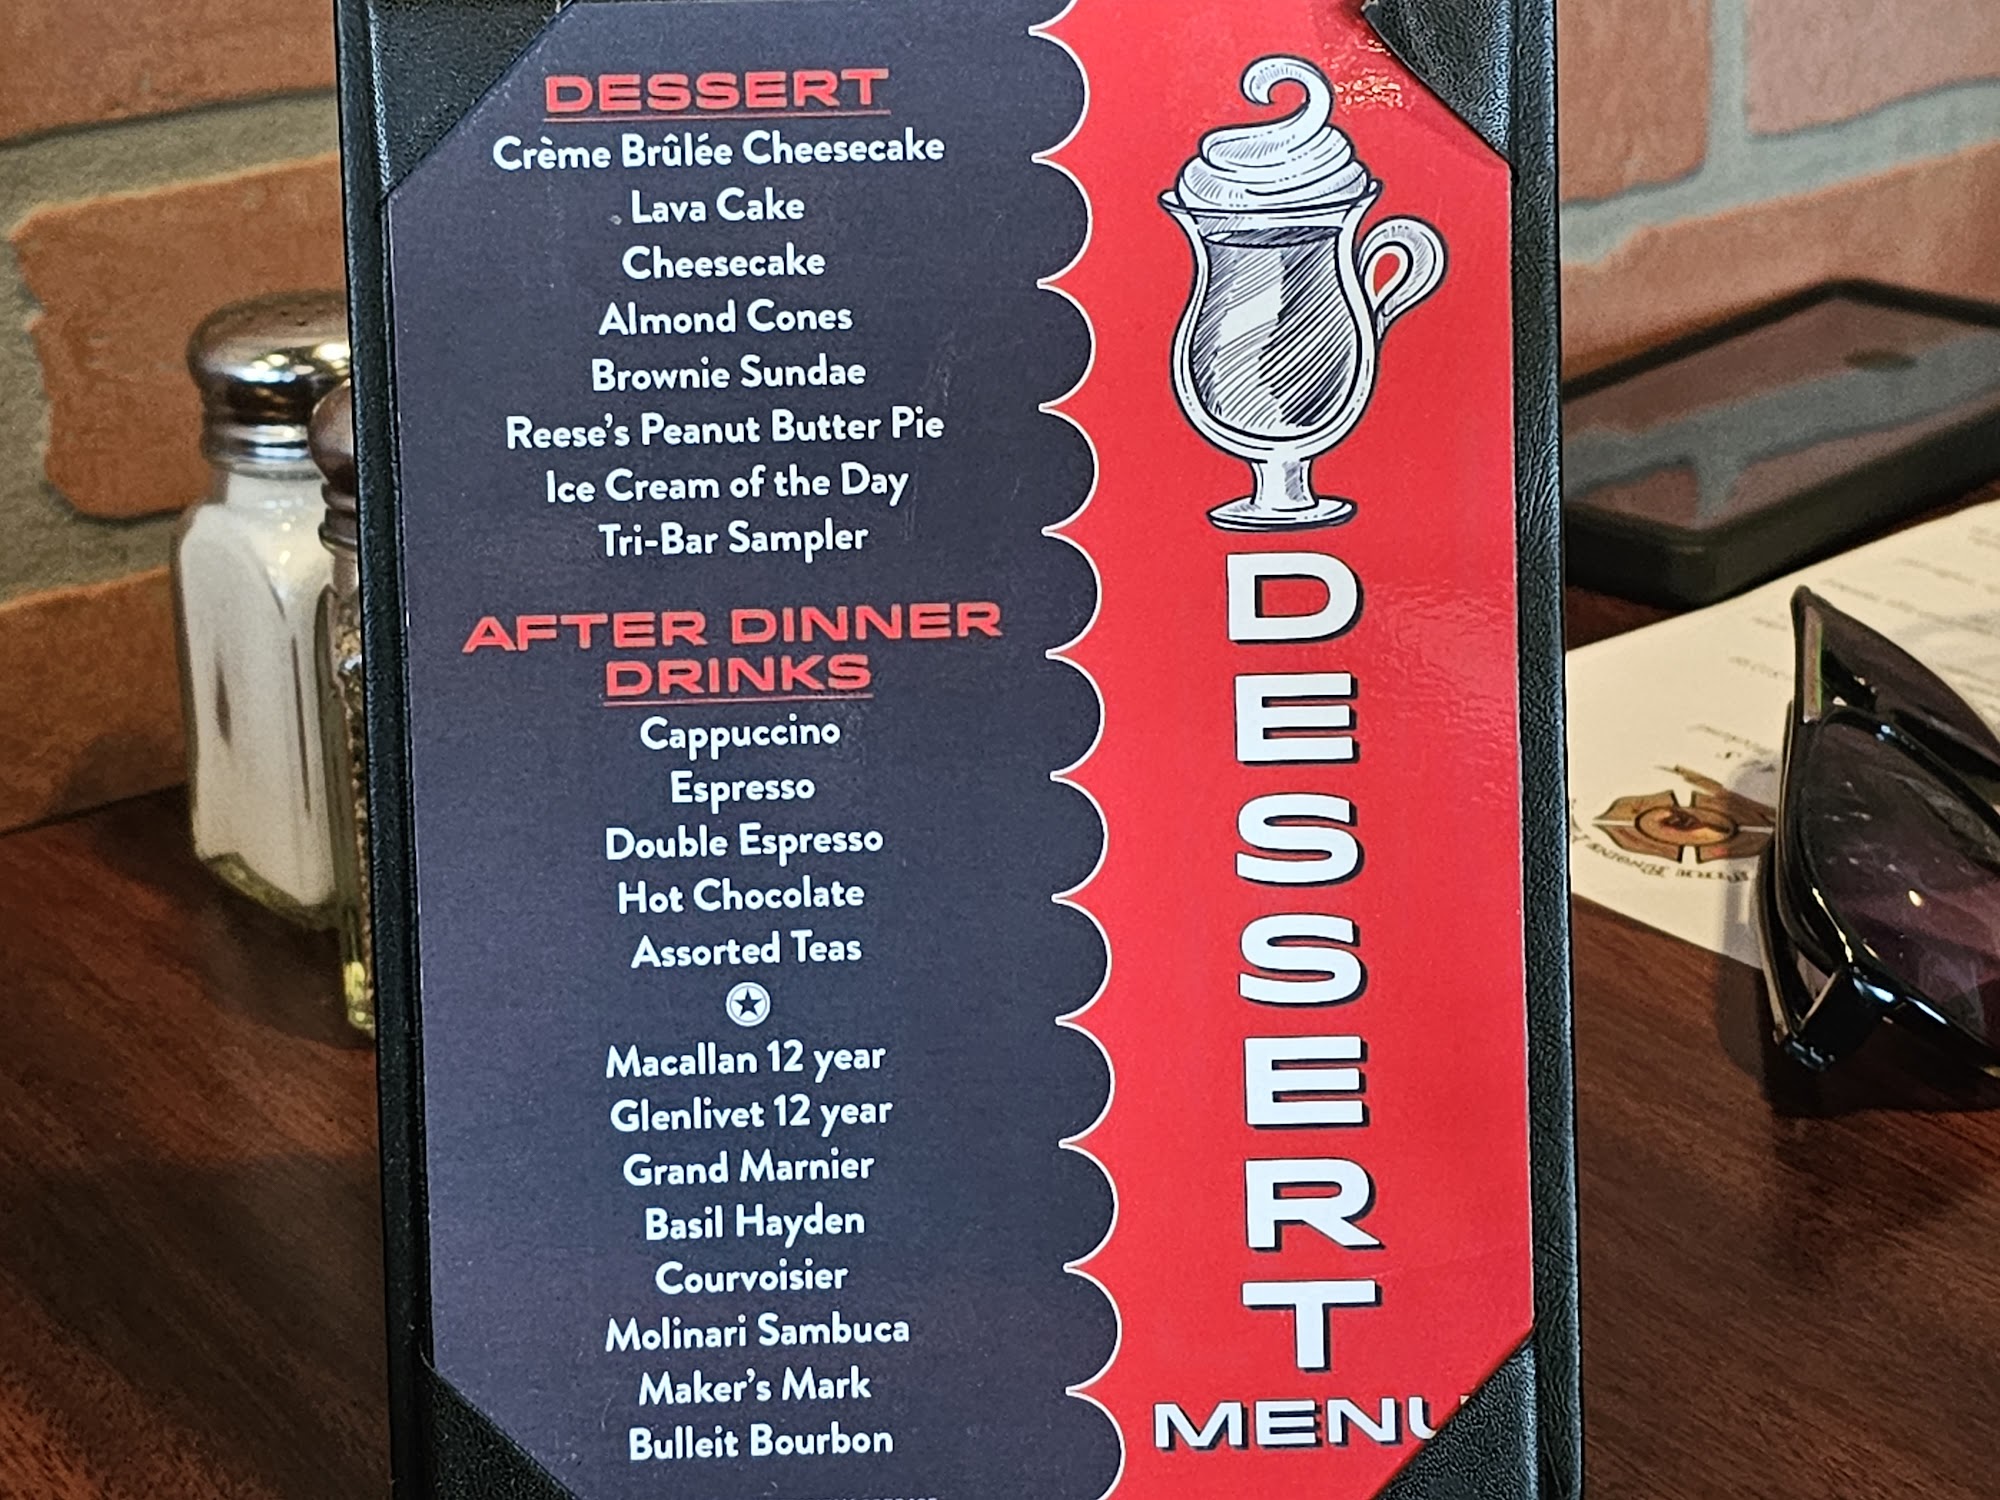 DESSERT
Crème Brûlée Cheesecake
Lava Cake
Cheesecake
Almond Cones
Brownie Sundae
Reese's Peanut Butter Pie
Ice Cream of the Day
Tri-Bar Sampler
AFTER DINNER
DRINKS
Cappuccino
Espresso
Double Espresso
Hot Chocolate
Assorted Teas
Macallan 12 year
Glenlivet 12 year
Grand Marnier
Basil Hayden
Courvoisier
Molinari Sambuca
Maker's Mark
Bulleit Bourbon
DESSERT
MENU